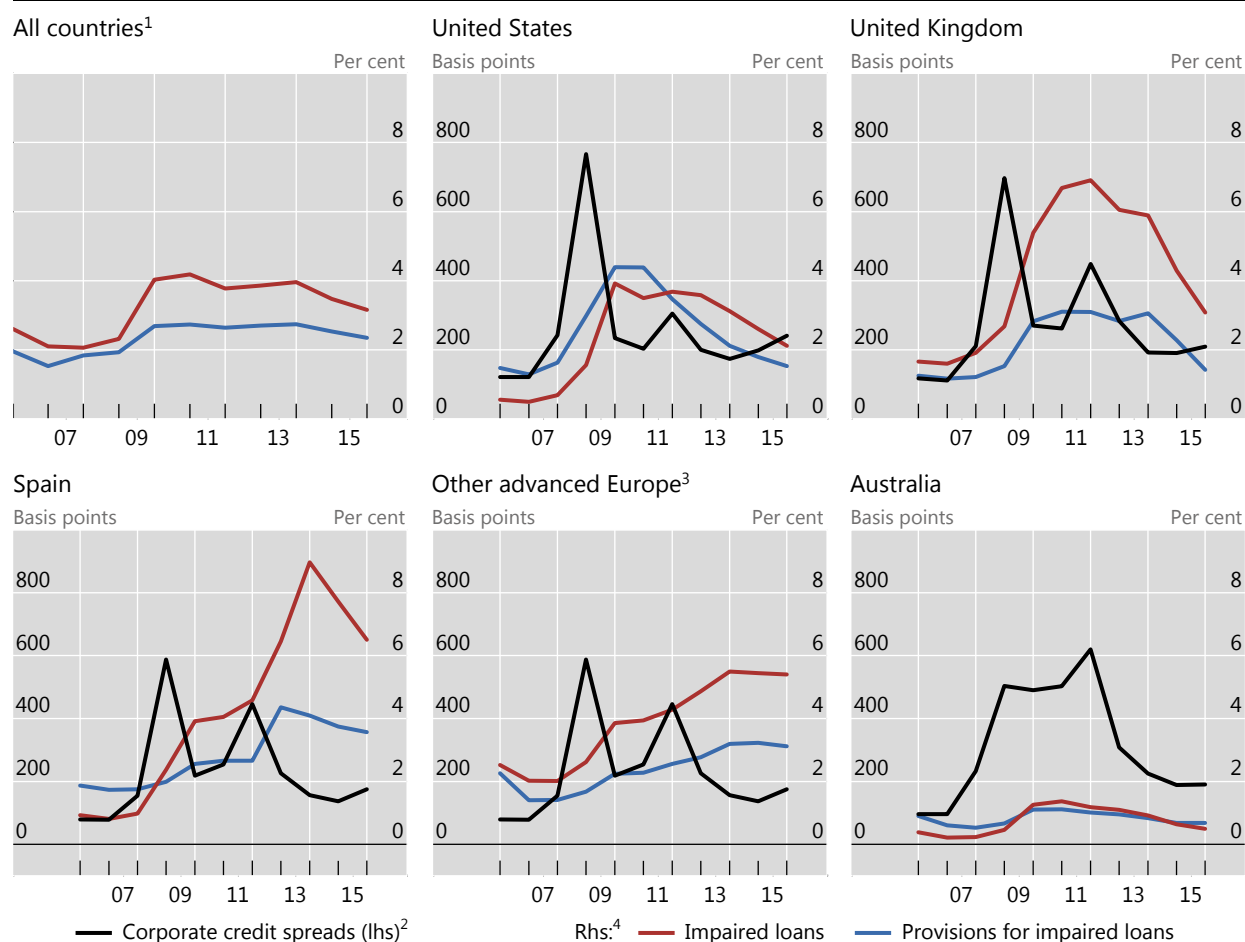 All countries¹
United States
United Kingdom
Per cent
Basis points
Per cent
Basis points
Per cent
8
6
4
2
0
800
600
400
200
0
8
6
4
2
0
800
600
400
200
0
8
6
4
2
0
07 09 11 13 15
07 09 11 13 15
07 09 11 13 15
Spain
Other advanced Europe³
Australia
Basis points
Per cent
Basis points
Per cent
Basis points
Per cent
800
600
400
200
0
8
6
4
2
0
800
600
400
200
0
8
6
4
2
0
800
600
400
200
0
8
6
4
2
0
07 09 11 13 15
07 09 11 13 15
07 09 11 13 15
Corporate credit spreads (lhs)² Rhs:⁴ Impaired loans Provisions for impaired loans